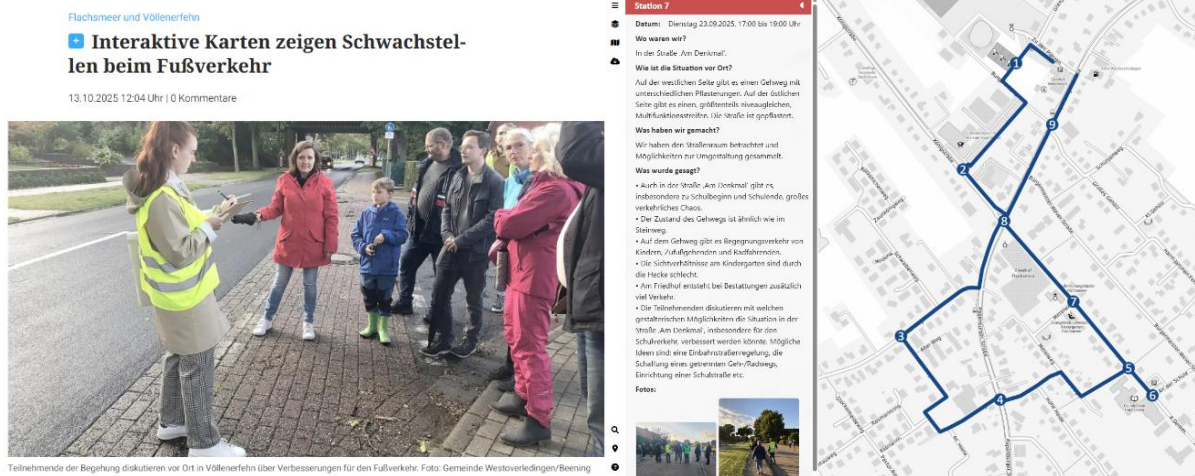 Flachsmeer und Völlenerfehn
+ Interaktive Karten zeigen Schwachstel-
len beim Fußverkehr
13.10.2025 12:04 Uhr | 0 Kommentare
Teilnehmende der Begehung diskutieren vor Ort in Völlenerfehn über Verbesserungen für den Fußverkehr. Foto: Gemeinde Westoverledingen/Beening
Station 7
Datum: Dienstag 23.09.2025, 17:00 bis 19:00 Uhr
Wo waren wir?
In der Straße ‚Am Denkmal‘.
Wie ist die Situation vor Ort?
Auf der westlichen Seite gibt es einen Gehweg mit
unterschiedlichen Pflasterungen. Auf der östlichen
Seite gibt es einen, größtenteils niveaugleichen,
Multifunktionsstreifen. Die Straße ist gepflastert.
Was haben wir gemacht?
Wir haben den Straßenraum betrachtet und
Möglichkeiten zur Umgestaltung gesammelt.
Was wurde gesagt?
• Auch in der Straße ‚Am Denkmal‘ gibt es,
insbesondere zu Schulbeginn und Schulende, großes
verkehrliches Chaos.
• Der Zustand des Gehwegs ist ähnlich wie im
Steinweg.
• Auf dem Gehweg gibt es Begegnungsverkehr von
Kindern, Zufußgehenden und Radfahrenden.
• Die Sichtverhältnisse am Kindergarten sind durch
die Hecke schlecht.
• Am Friedhof entsteht bei Bestattungen zusätzlich
viel Verkehr.
• Die Teilnehmenden diskutieren mit welchen
gestalterischen Möglichkeiten die Situation in der
Straße ‚Am Denkmal‘, insbesondere für den
Schulverkehr, verbessert werden könnte. Mögliche
Ideen sind: eine Einbahnstraßenregelung, die
Schaffung eines getrennten Geh-/Radwegs,
Einrichtung einer Schulstraße etc.
Fotos:
1
9
2
8
7
3
5
4
6
Königstraße
Alter Weg